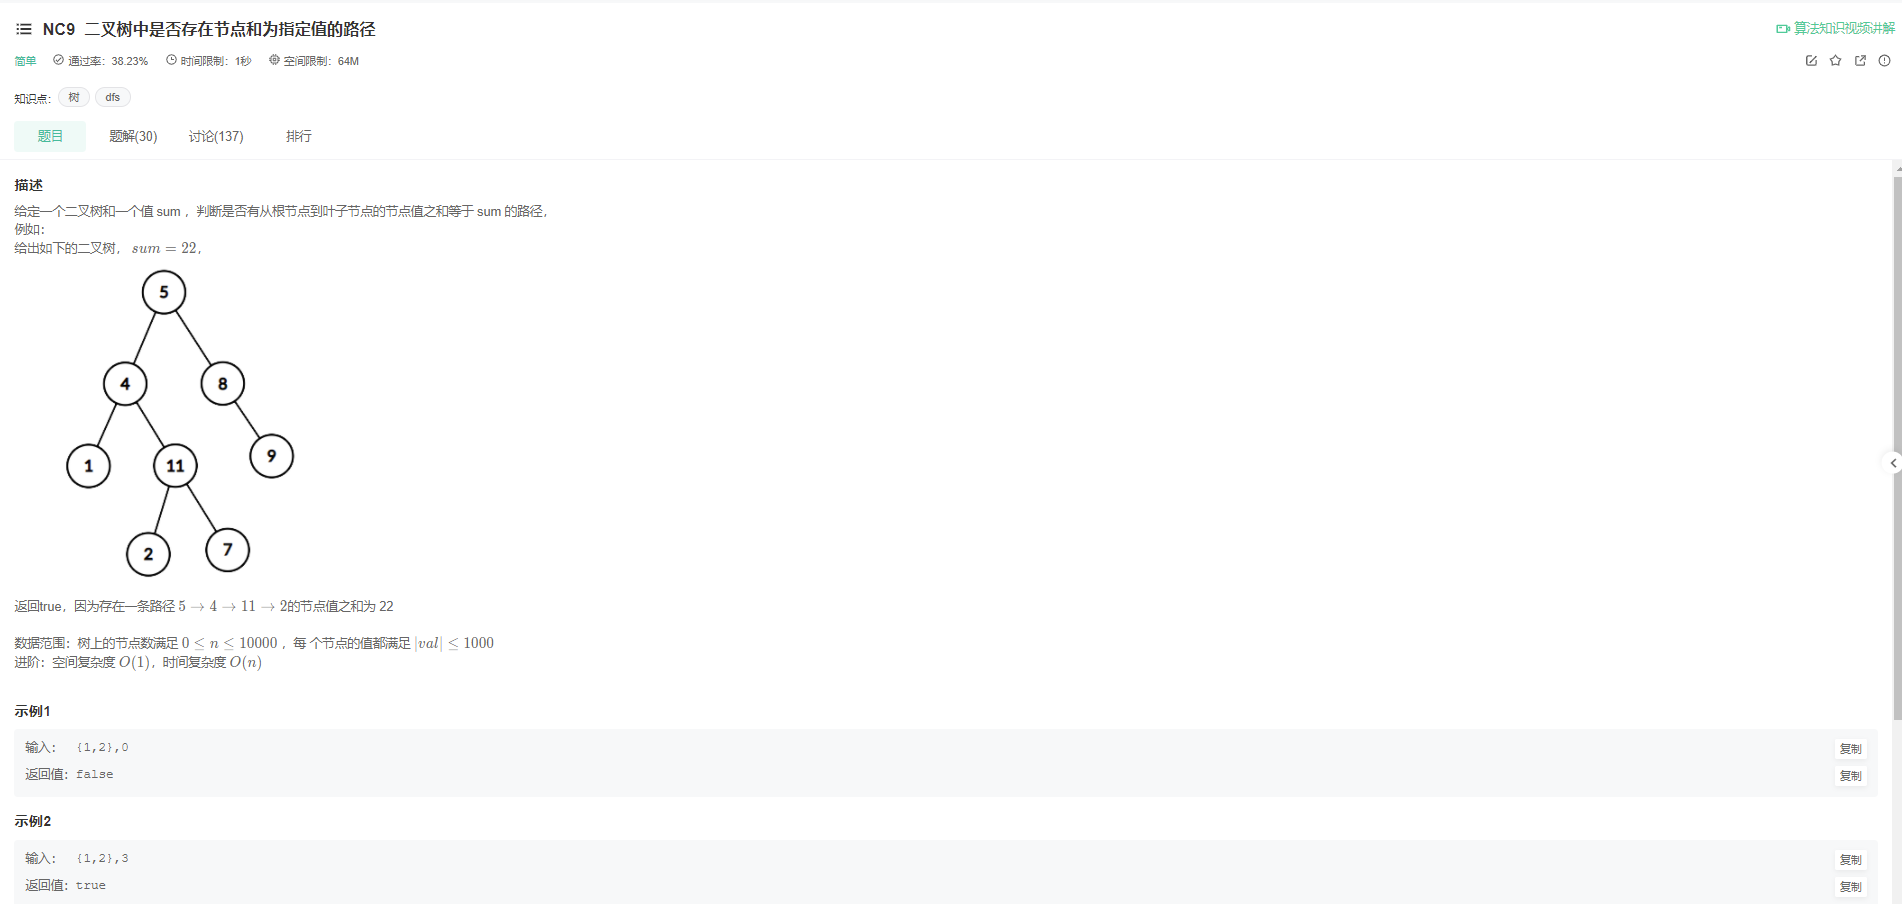 NC9 二叉树中是否存在节点和为指定值的路径
算法知识视频讲解
简单 通过率：38.23% 时间限制：1秒 空间限制：64M
知识点： 树 dfs
题目 题解(30) 讨论(137) 排行
描述
给定一个二叉树和一个值 sum ，判断是否有从根节点到叶子节点的节点值之和等于 sum 的路径，
例如：
给出如下的二叉树， sum = 22，
5
4 8
1 11 9
2 7
返回true，因为存在一条路径 5 → 4 → 11 → 2的节点值之和为 22
数据范围：树上的节点数满足 0 ≤ n ≤ 10000 ，每 个节点的值都满足 |val| ≤ 1000
进阶：空间复杂度 O(1)，时间复杂度 O(n)
示例1
输入： {1,2},0 复制
返回值：false 复制
示例2
输入： {1,2},3 复制
返回值：true 复制